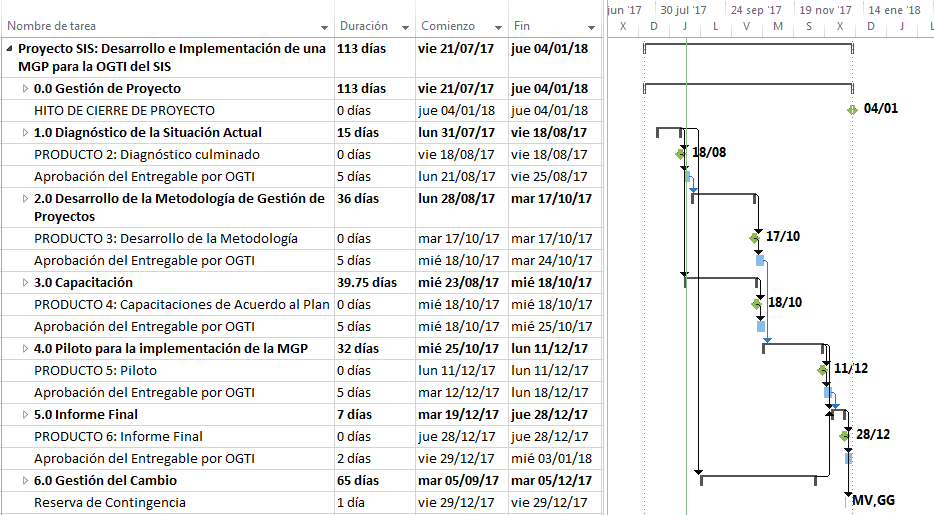 jun '17 30 jul '17 24 sep '17 19 nov '17 14 ene '18
Nombre de tarea Duración Comienzo Fin X D J V M S X D J L
Proyecto SIS: Desarrollo e Implementación de una 113 días vie 21/07/17 jue 04/01/18
MGP para la OGTI del SIS
0.0 Gestión de Proyecto 113 días vie 21/07/17 jue 04/01/18
HITO DE CIERRE DE PROYECTO 0 días jue 04/01/18 jue 04/01/18 04/01
1.0 Diagnóstico de la Situación Actual 15 días lun 31/07/17 vie 18/08/17
PRODUCTO 2: Diagnóstico culminado 0 días vie 18/08/17 vie 18/08/17 18/08
Aprobación del Entregable por OGTI 5 días lun 21/08/17 vie 25/08/17
2.0 Desarrollo de la Metodología de Gestión de 36 días lun 28/08/17 mar 17/10/17
Proyectos
PRODUCTO 3: Desarrollo de la Metodología 0 días mar 17/10/17 mar 17/10/17 17/10
Aprobación del Entregable por OGTI 5 días mié 18/10/17 mar 24/10/17
3.0 Capacitación 39.75 días mié 23/08/17 mié 18/10/17
PRODUCTO 4: Capacitaciones de Acuerdo al Plan 0 días mié 18/10/17 mié 18/10/17 18/10
Aprobación del Entregable por OGTI 5 días mié 18/10/17 mié 25/10/17
4.0 Piloto para la implementación de la MGP 32 días mié 25/10/17 lun 11/12/17
PRODUCTO 5: Piloto 0 días lun 11/12/17 lun 11/12/17 11/12
Aprobación del Entregable por OGTI 5 días mar 12/12/17 lun 18/12/17
5.0 Informe Final 7 días mar 19/12/17 jue 28/12/17
PRODUCTO 6: Informe Final 0 días jue 28/12/17 jue 28/12/17 28/12
Aprobación del Entregable por OGTI 2 días vie 29/12/17 mié 03/01/18
6.0 Gestión del Cambio 65 días mar 05/09/17 mar 05/12/17
Reserva de Contingencia 1 día vie 29/12/17 vie 29/12/17 MV,GG